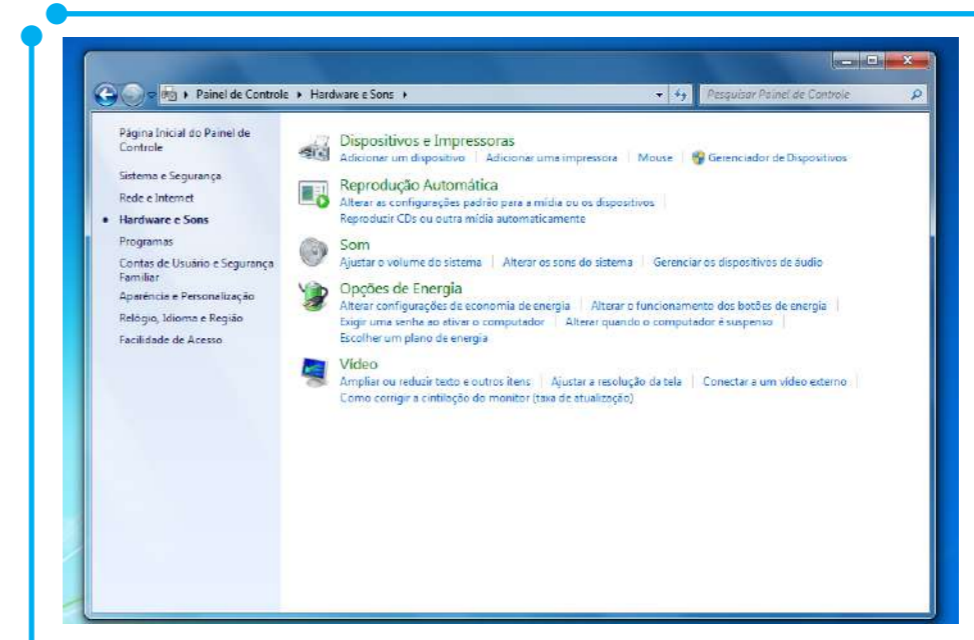 Painel de Controle ▸ Hardware e Sons ▸
Pesquisar Painel de Controle
Página Inicial do Painel de
Controle
Sistema e Segurança
Rede e Internet
Hardware e Sons
Programas
Contas de Usuário e Segurança
Familiar
Aparência e Personalização
Relógio, Idioma e Região
Facilidade de Acesso
Dispositivos e Impressoras
Adicionar um dispositivo | Adicionar uma impressora | Mouse | Gerenciador de Dispositivos
Reprodução Automática
Alterar as configurações padrão para a mídia ou os dispositivos |
Reproduzir CDs ou outra mídia automaticamente
Som
Ajustar o volume do sistema | Alterar os sons do sistema | Gerenciar os dispositivos de áudio
Opções de Energia
Alterar configurações de economia de energia | Alterar o funcionamento dos botões de energia |
Exigir uma senha ao ativar o computador | Alterar quando o computador é suspenso |
Escolher um plano de energia
Vídeo
Ampliar ou reduzir texto e outros itens | Ajustar a resolução da tela | Conectar a um vídeo externo |
Como corrigir a cintilação do monitor (taxa de atualização)